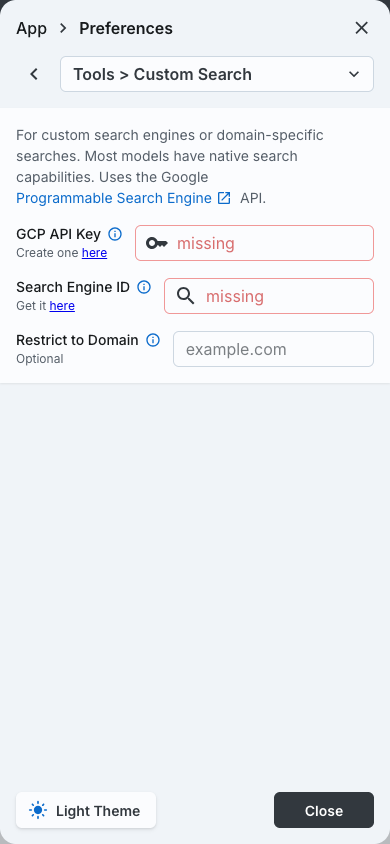 App > Preferences
Tools > Custom Search
For custom search engines or domain-specific
searches. Most models have native search
capabilities. Uses the Google
Programmable Search Engine API.
GCP API Key
Create one here
missing
Search Engine ID
Get it here
missing
Restrict to Domain
Optional
example.com
Light Theme
Close